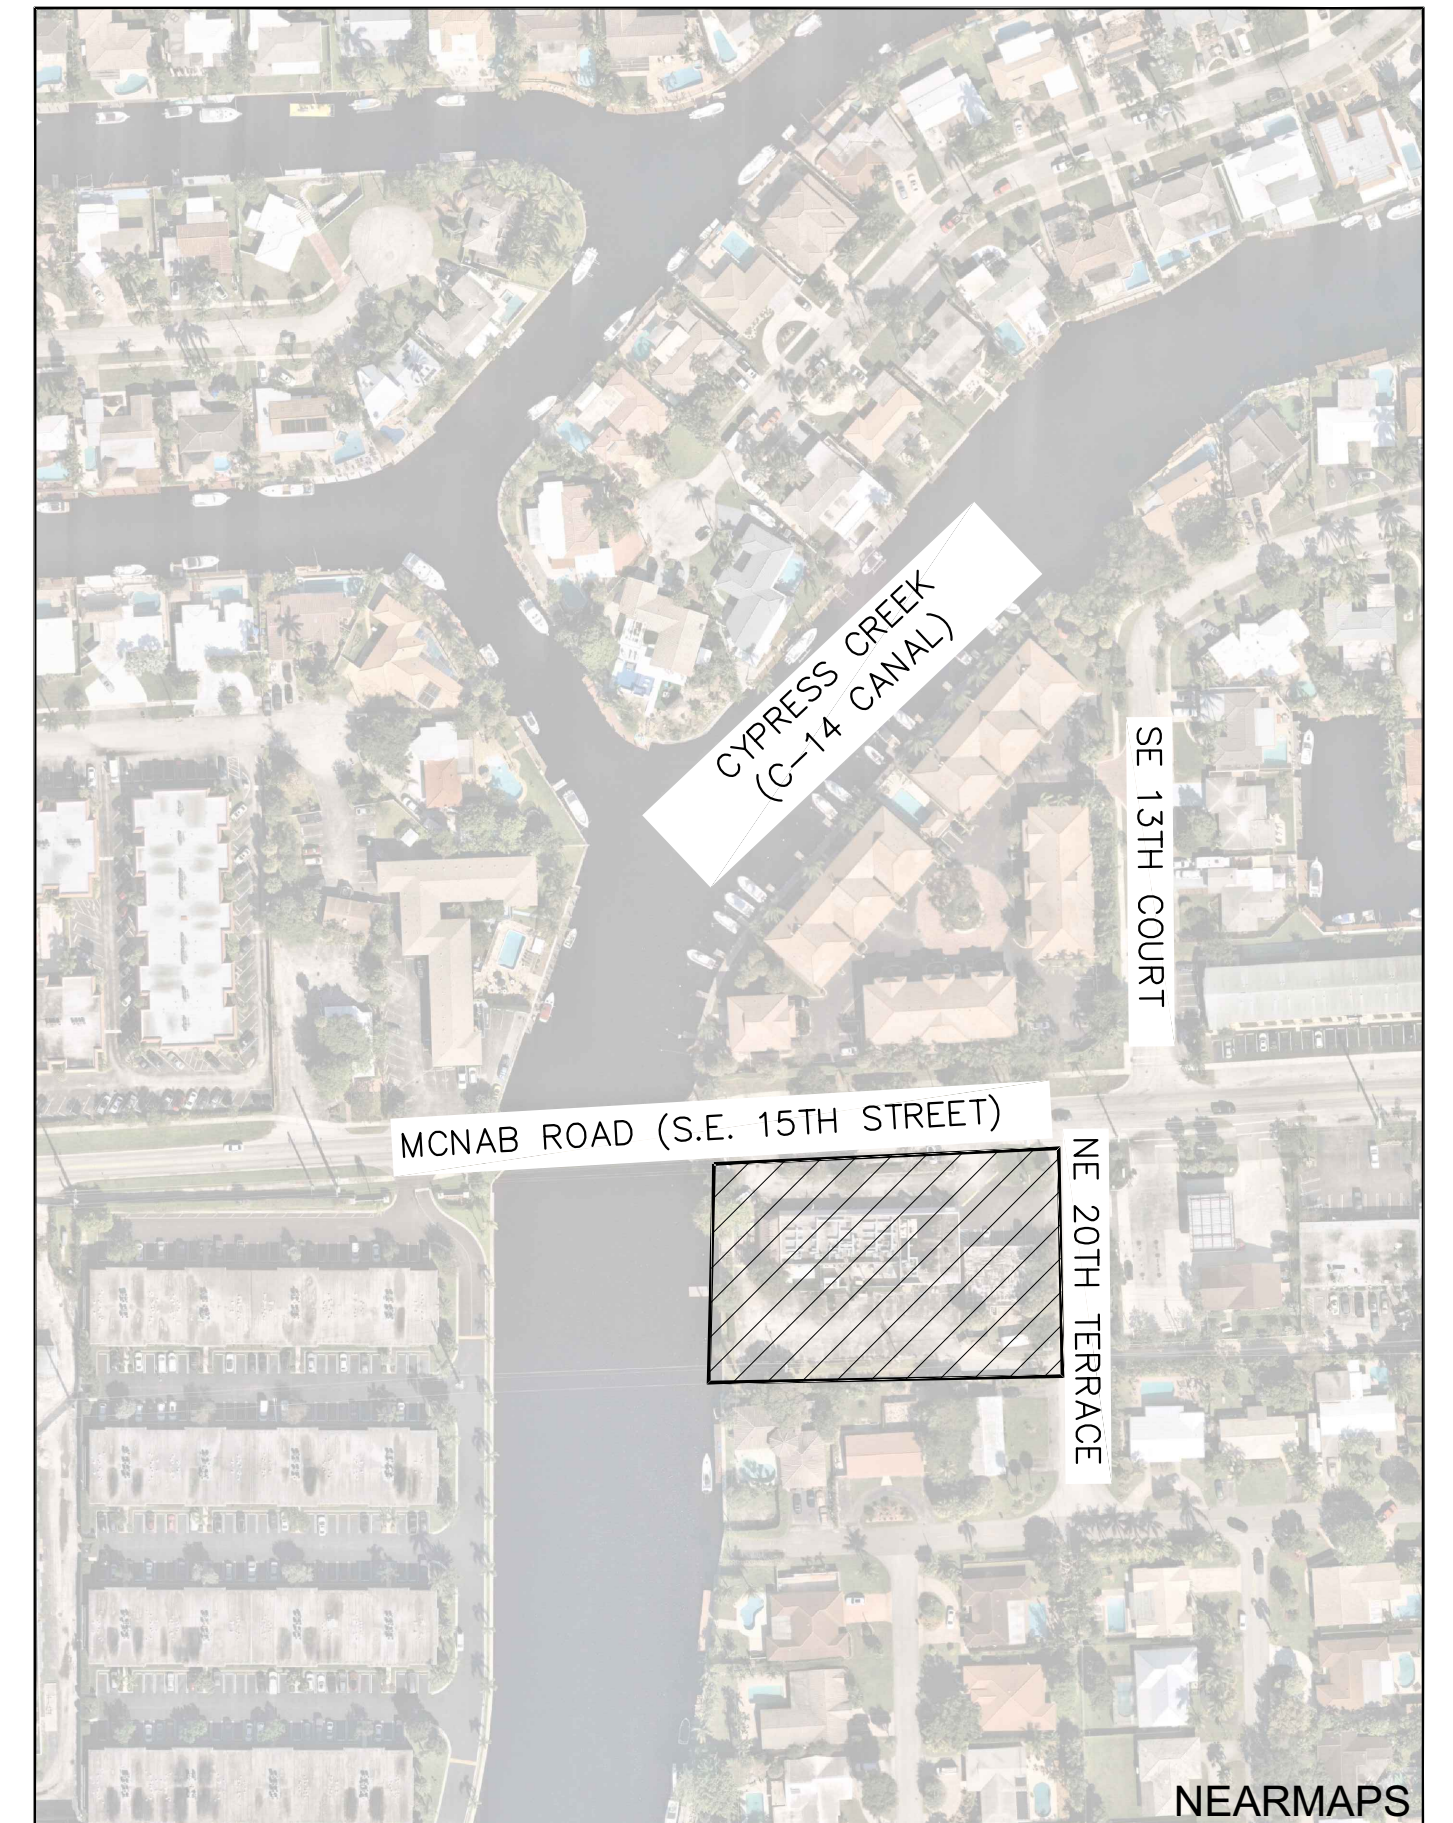 CYPRESS CREEK
(C-14 CANAL)
SE 13TH COURT
MCNAB ROAD (S.E. 15TH STREET)
NE 20TH TERRACE
NEARMAPS